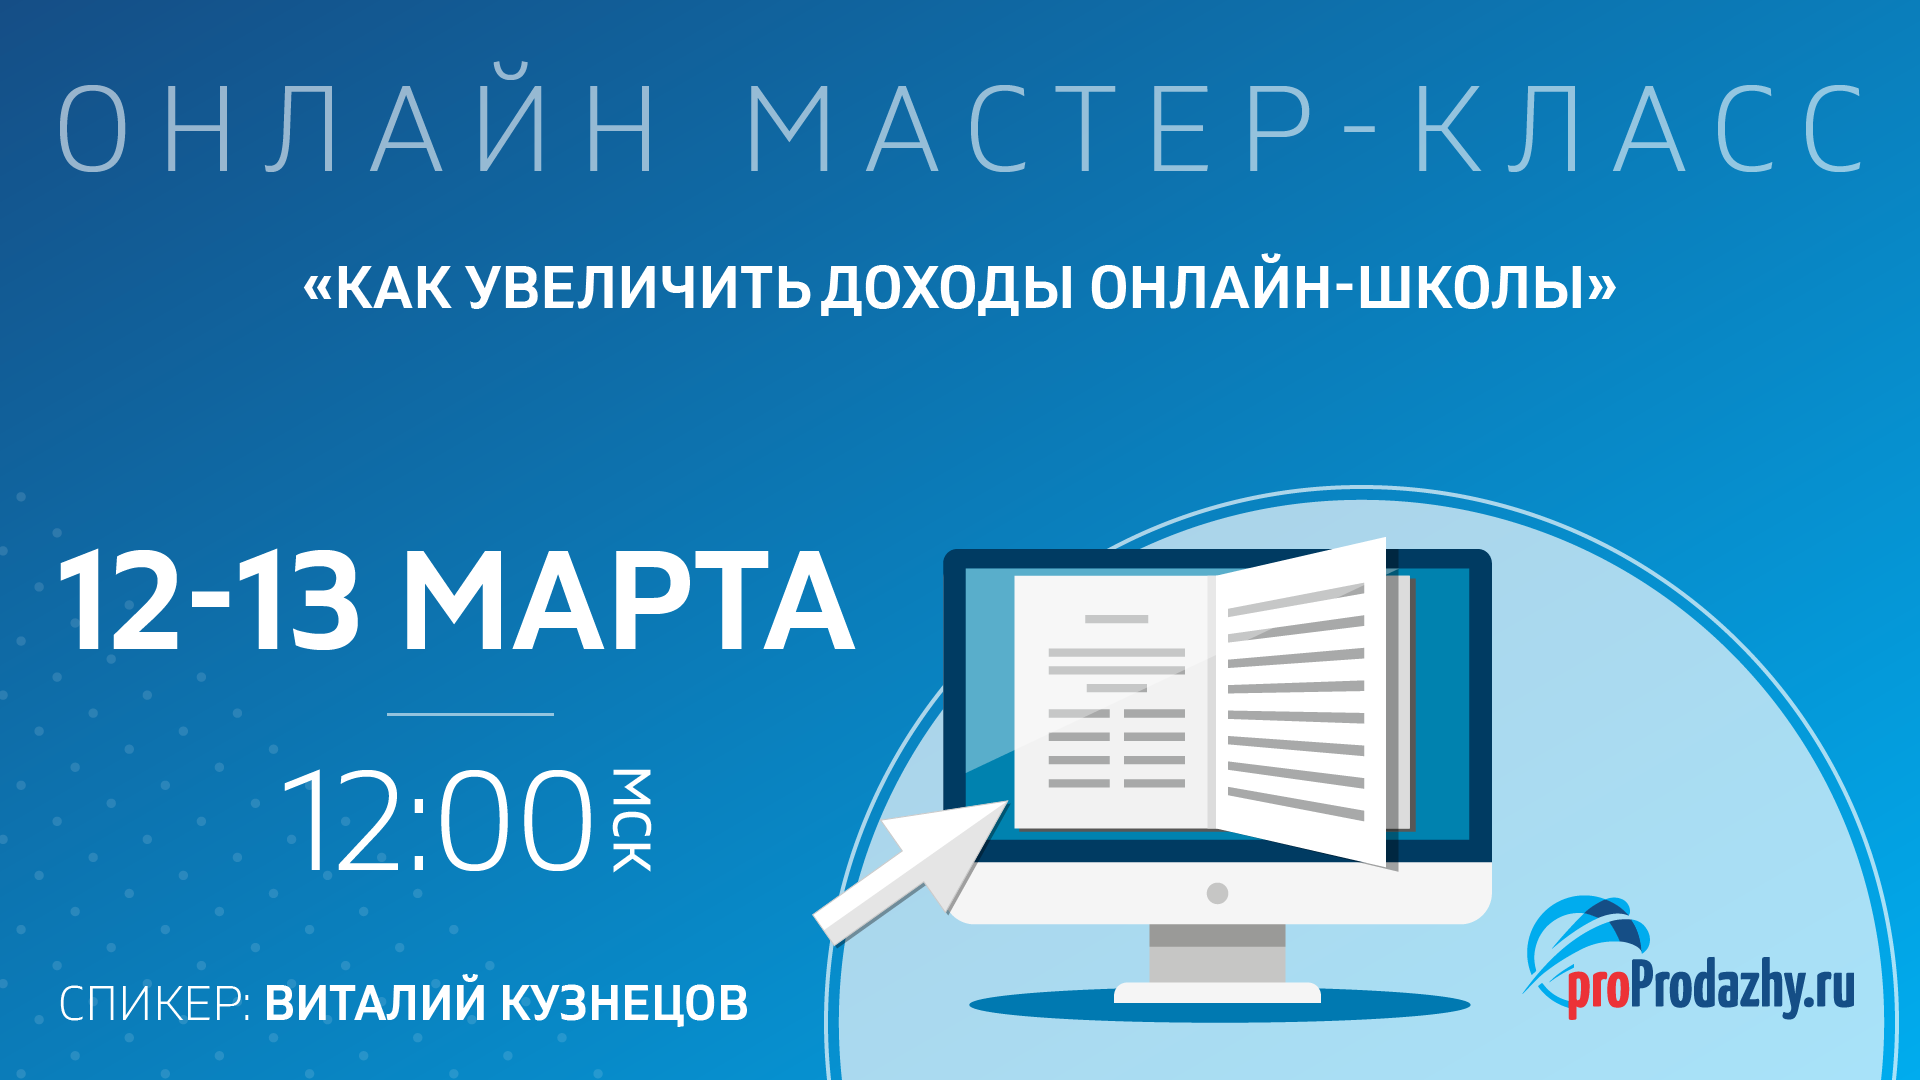 ОНЛАЙН МАСТЕР-КЛАСС
«КАК УВЕЛИЧИТЬ ДОХОДЫ ОНЛАЙН-ШКОЛЫ»
12-13 МАРТА
12:00 МСК
СПИКЕР: ВИТАЛИЙ КУЗНЕЦОВ
proProdazhy.ru